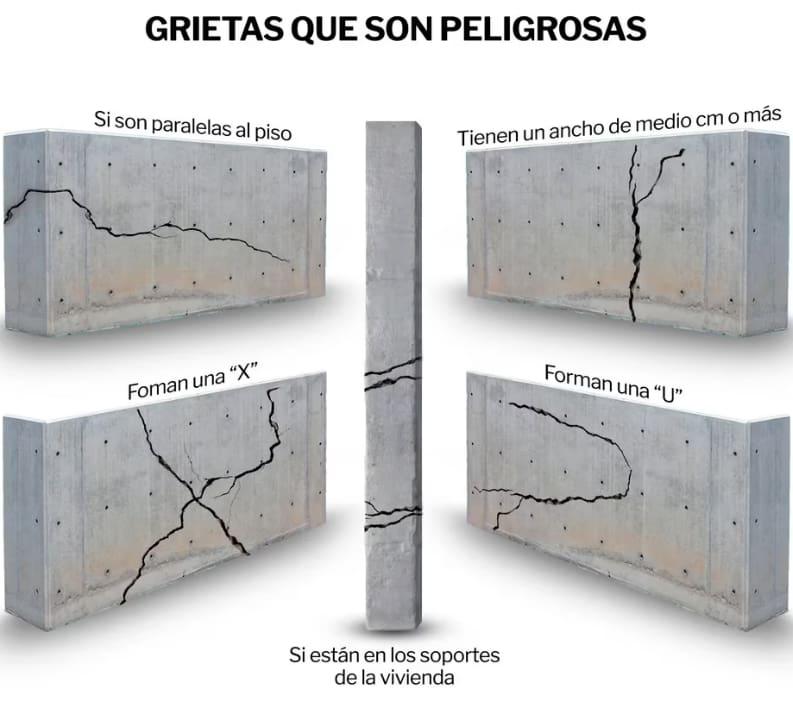 GRIETAS QUE SON PELIGROSAS
Si son paralelas al piso
Tienen un ancho de medio cm o más
Foman una “X”
Forman una “U”
Si están en los soportes
de la vivienda